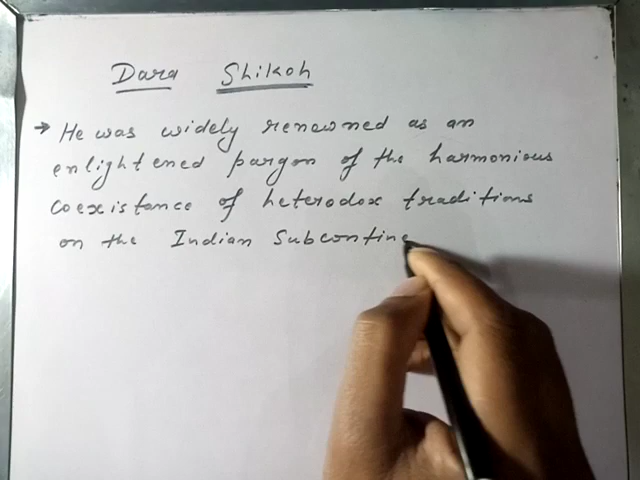 Dara Shikoh
→ He was widely renowned as an
enlightened pargon of the harmonious
coexistance of heterodox traditions
on the Indian Subcontine